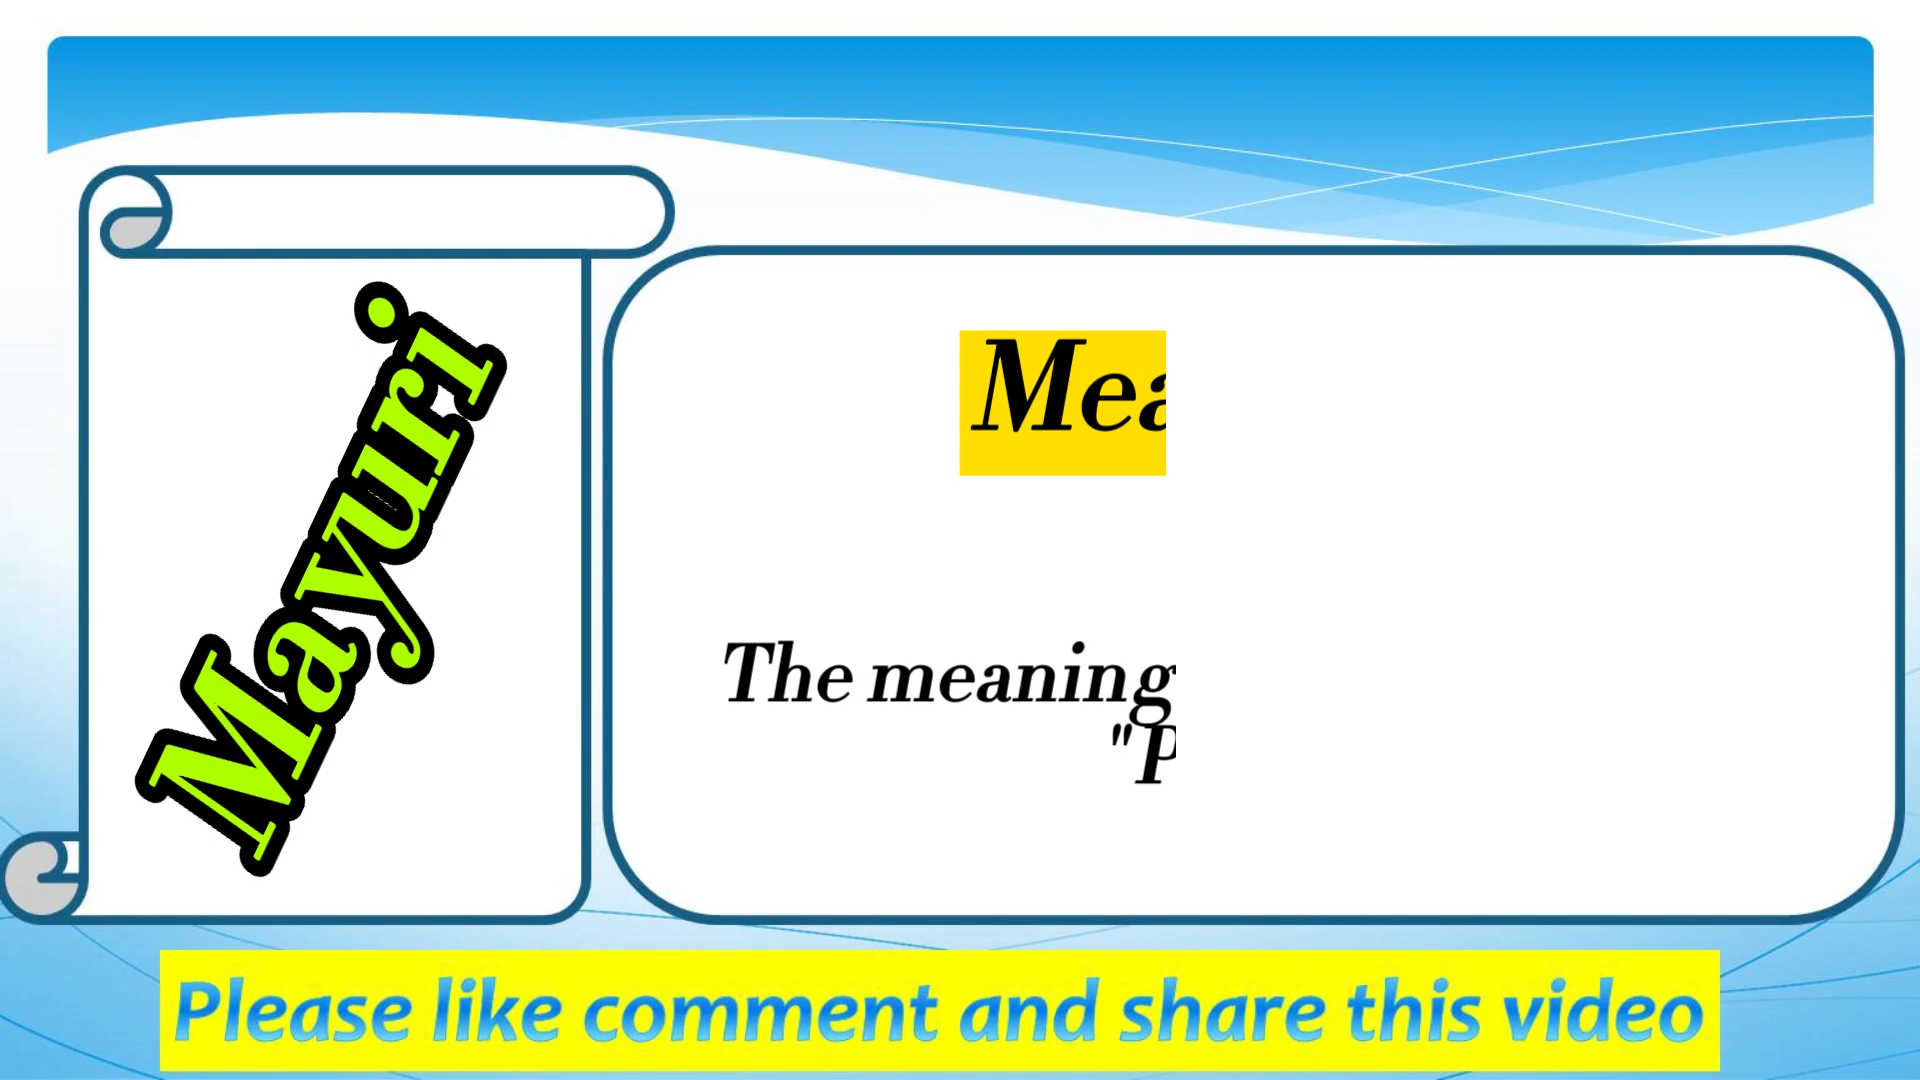 Mayuri
Mea
The meaning
"P
Please like comment and share this video